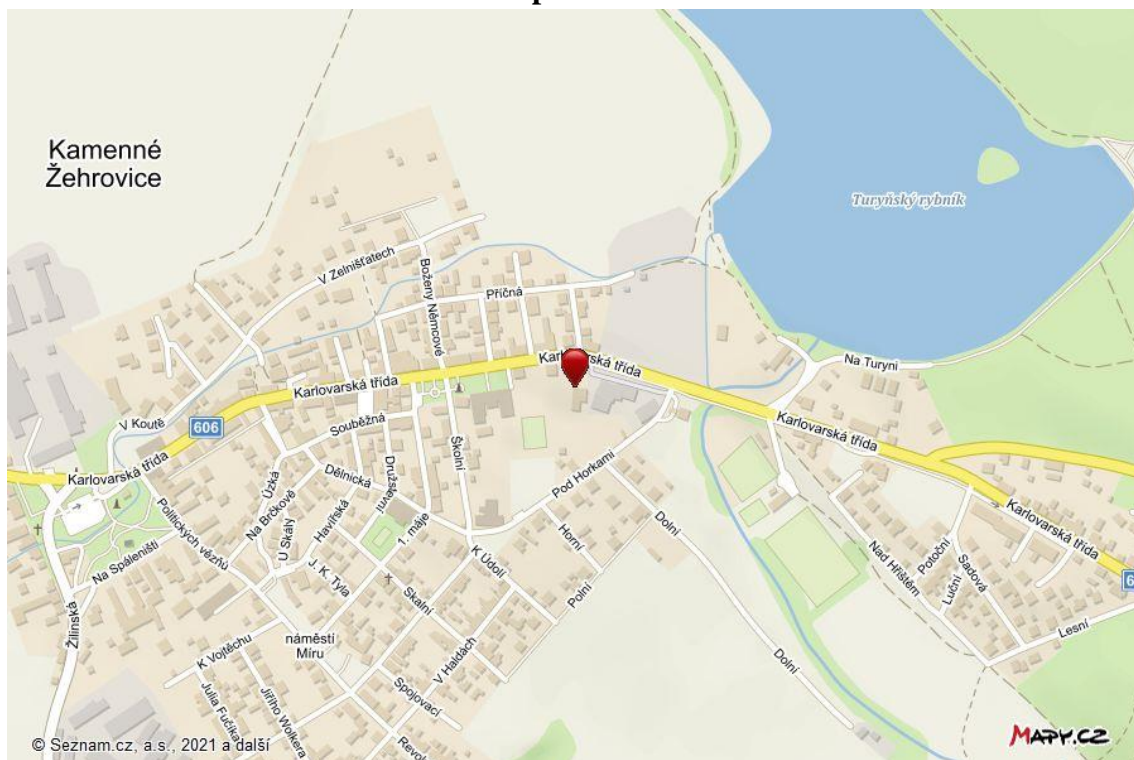 Kamenné
Žehrovice
Turyňský rybník
V Zelnišťatech
Boženy Němcové
Příčná
Karlovarská třída
Na Turyni
Karlovarská třída
V Koutě
606
Souběžná
Školní
Karlovarská třída
Karlovarská třída
Úzká
Dělnická
Družstevní
Pod Horkami
Na Brčkově
Politických vězňů
U Skály
Havířská
1. máje
Horní
Dolní
Karlovarská třída
Na Spáleništi
J. K. Tyla
K Údolí
Nad Hřištěm
Potoční
Sadová
Luční
Skalní
Polní
6
Žilinská
náměstí
Míru
K Vojtěchu
V Haldách
Dolní
Lesní
Julia Fučíka
Jiřího Wolkera
Spojovací
Revol
© Seznam.cz, a.s., 2021 a další
Mapy.cz